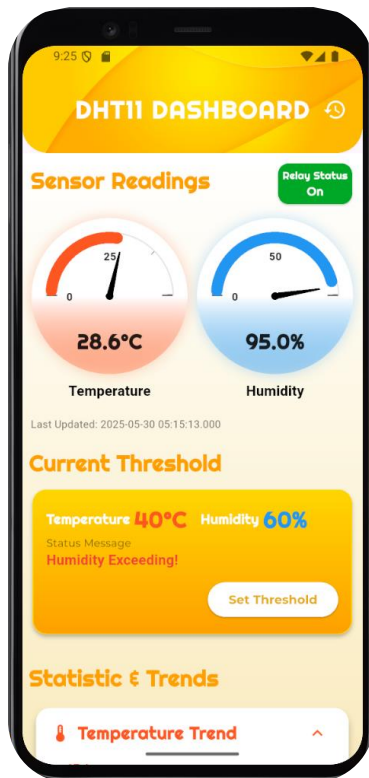 9:25
DHT11 DASHBOARD
Sensor Readings
Relay Status
On
25
0
50
0
28.6°C
95.0%
Temperature
Humidity
Last Updated: 2025-05-30 05:15:13.000
Current Threshold
Temperature 40°C Humidity 60%
Status Message
Humidity Exceeding!
Set Threshold
Statistic & Trends
Temperature Trend